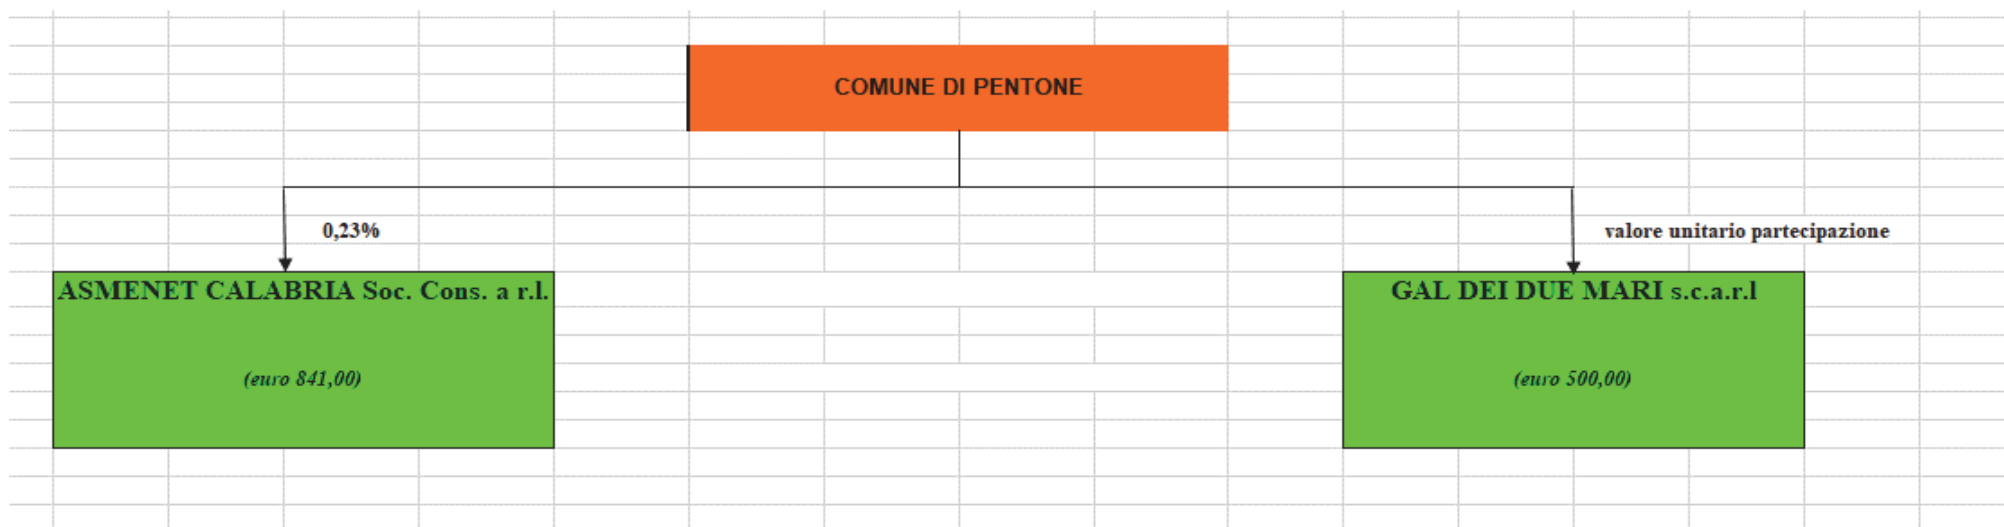 COMUNE DI PENTONE
0,23%
valore unitario partecipazione
ASMENET CALABRIA Soc. Cons. a r.l.
GAL DEI DUE MARI s.c.a.r.l
(euro 841,00)
(euro 500,00)